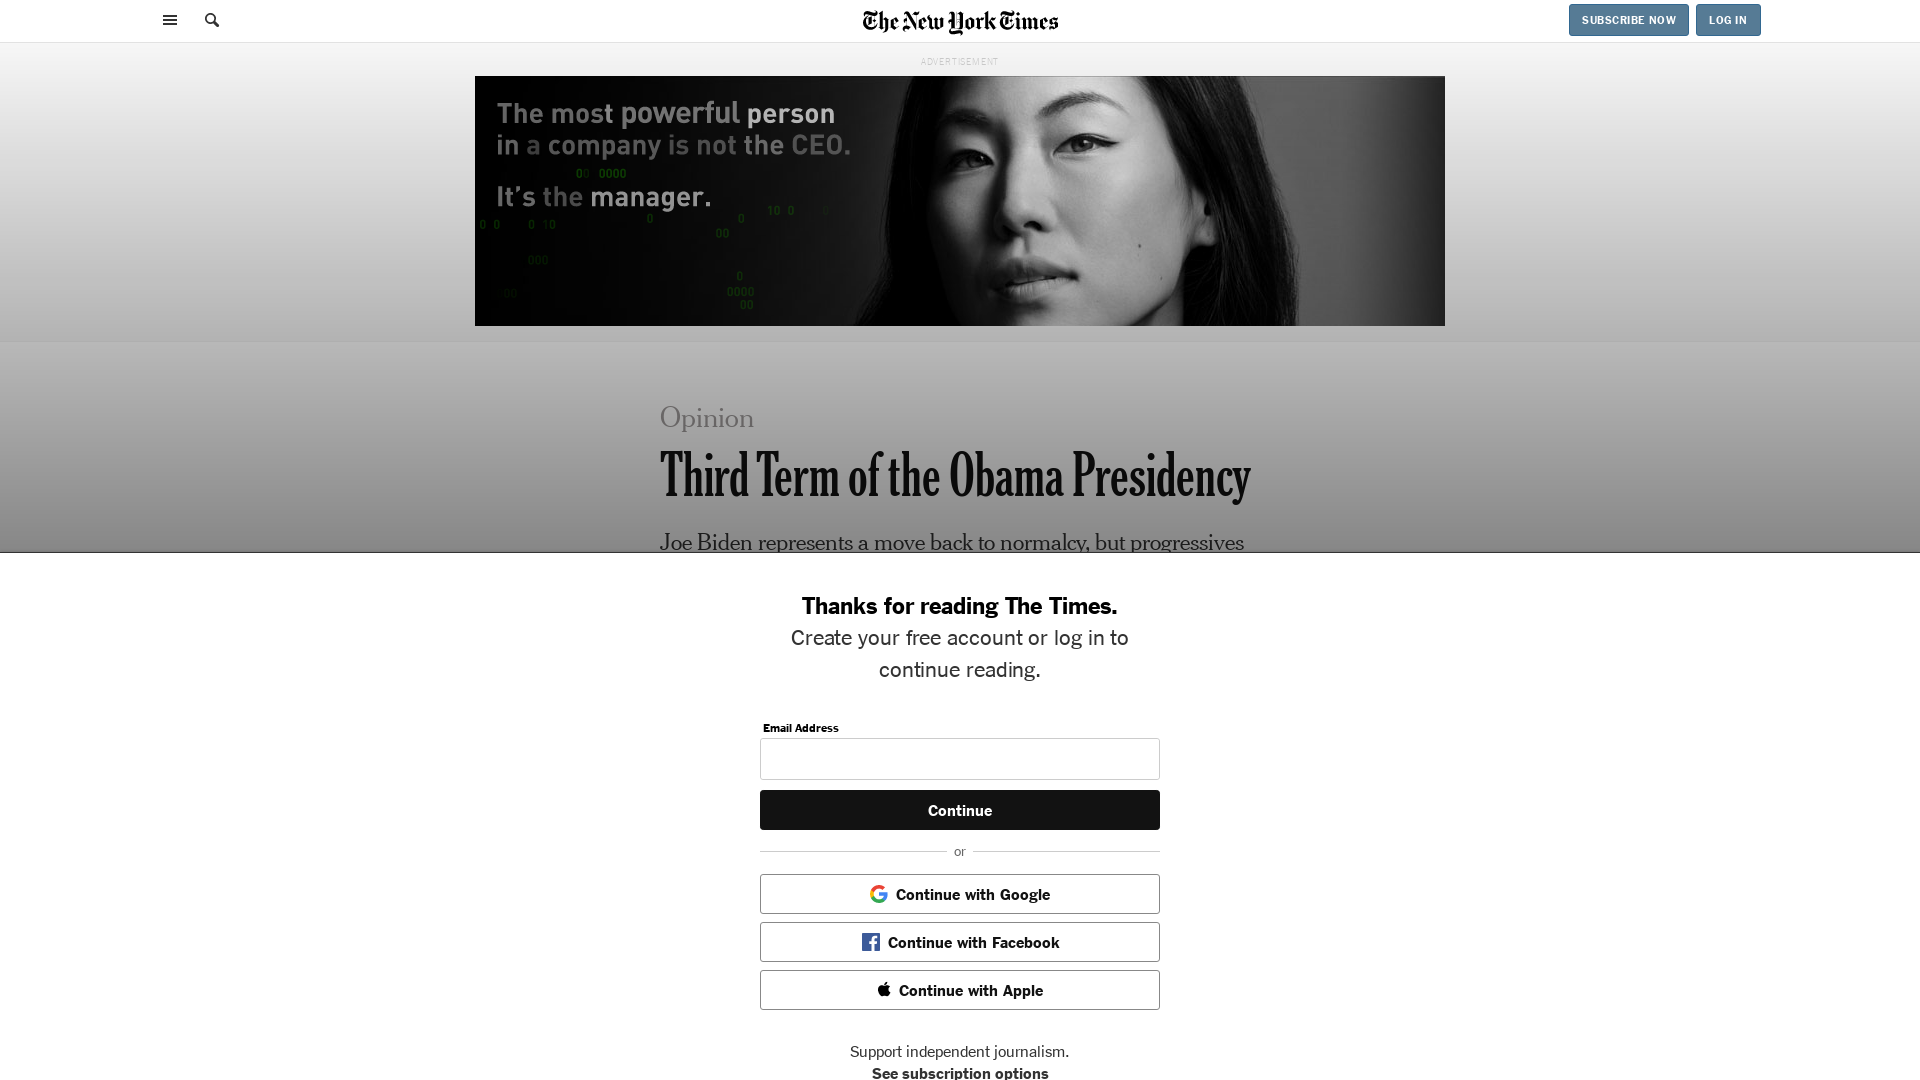 The New York Times
SUBSCRIBE NOW
LOG IN
ADVERTISEMENT
The most powerful person
in a company is not the CEO.
00 0000
It's the manager.
Opinion
Third Term of the Obama Presidency
Joe Biden represents a move back to normalcy, but progressives
Thanks for reading The Times.
Create your free account or log in to
continue reading.
Email Address
Continue
or
Continue with Google
Continue with Facebook
Continue with Apple
Support independent journalism.
See subscription options